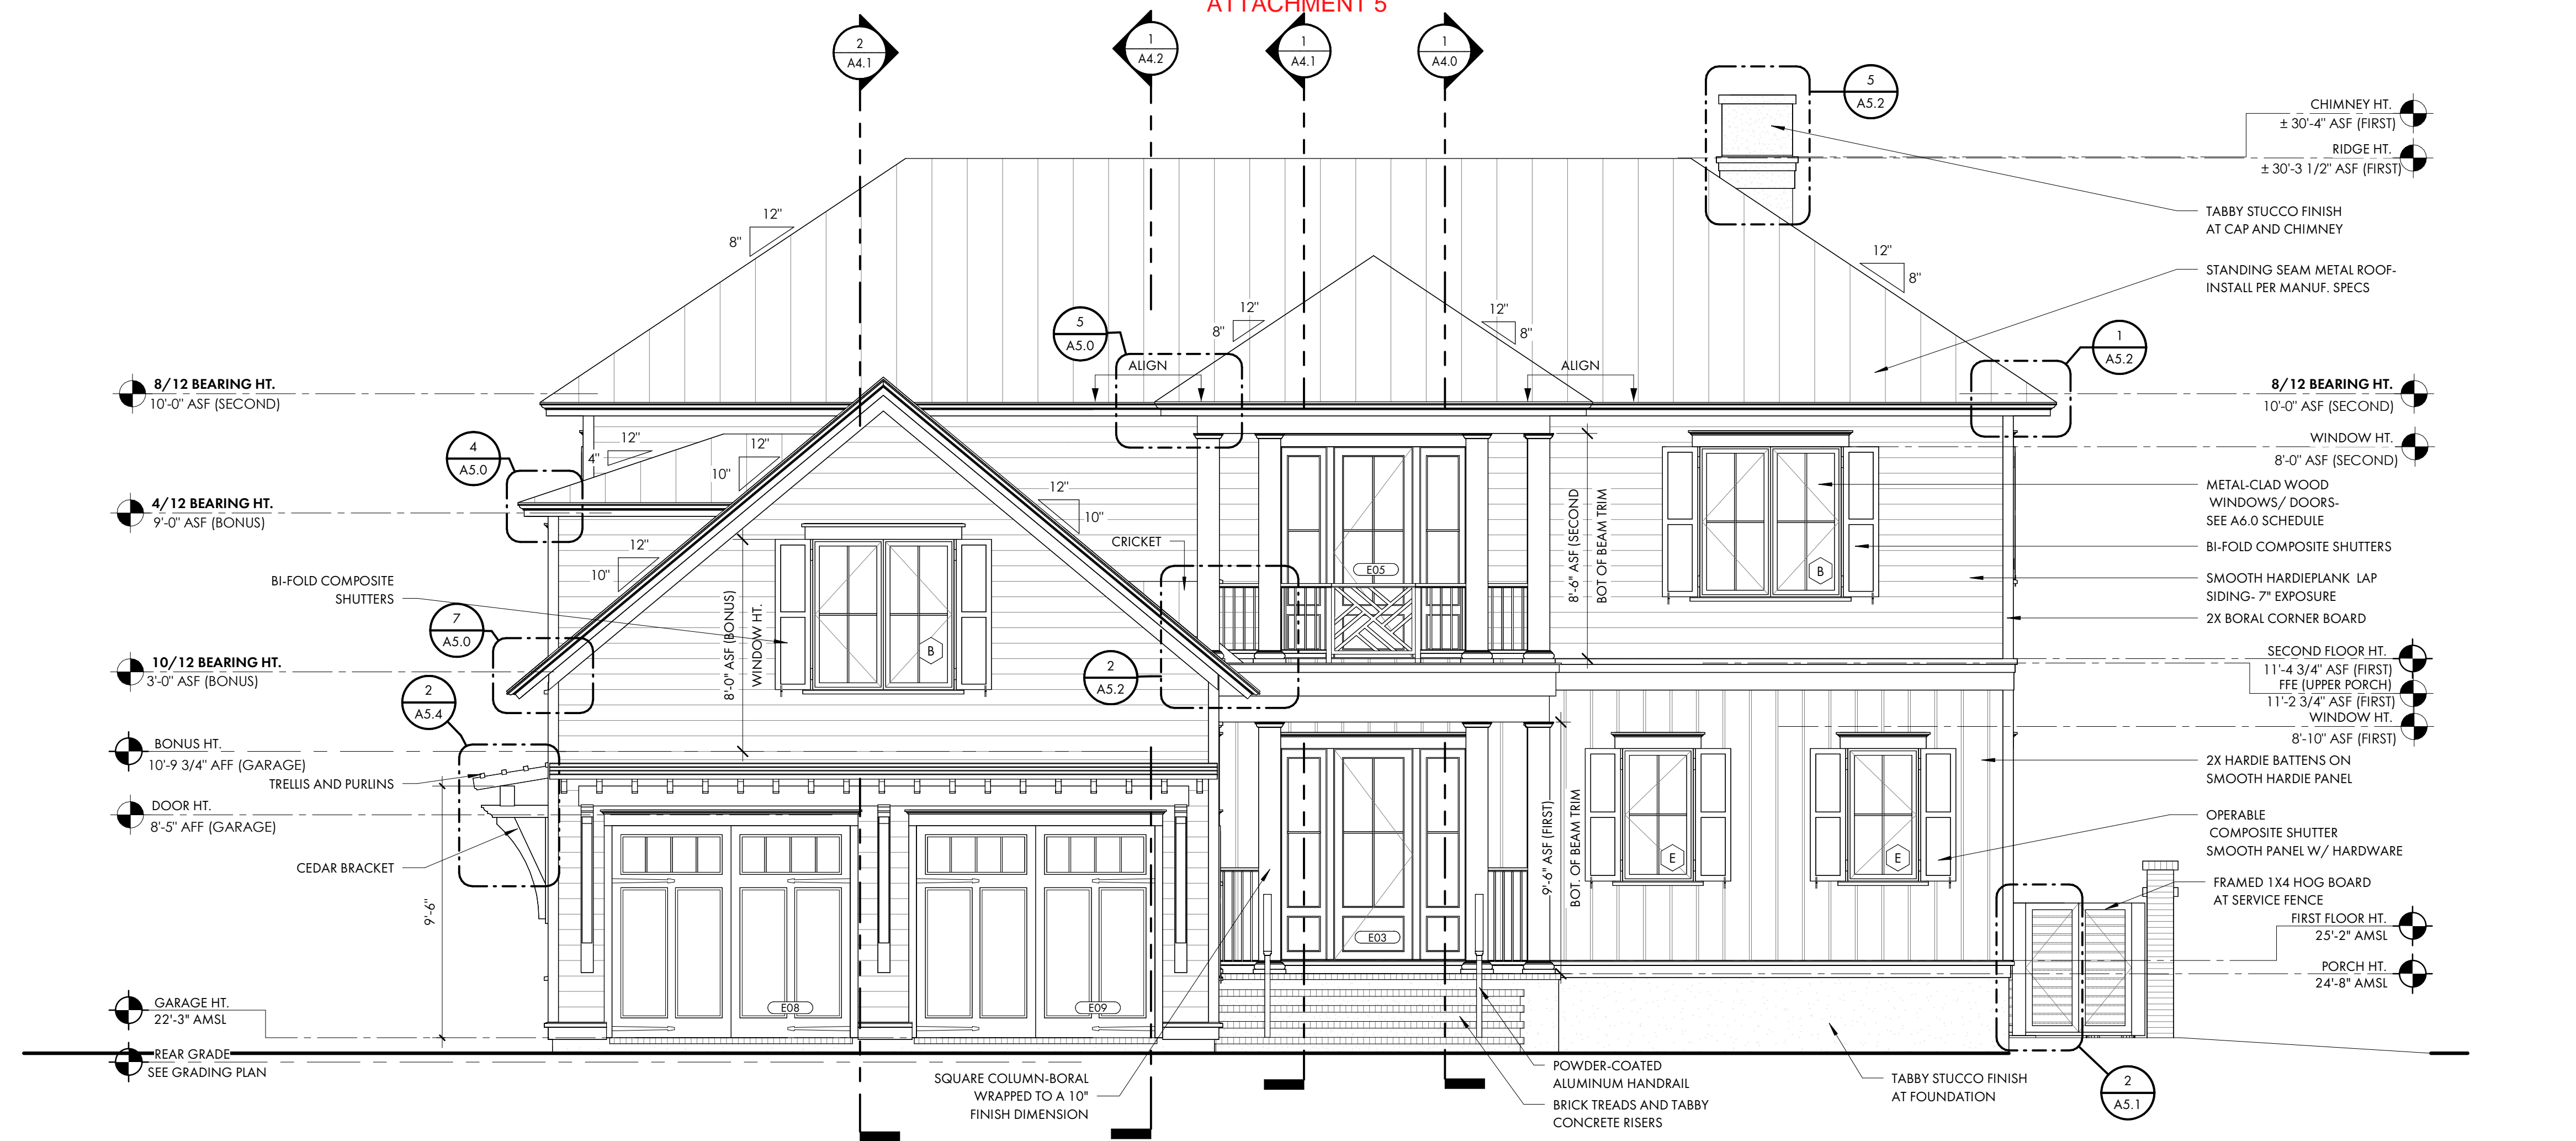 ATTACHMENT 5
2
A4.1
1
A4.2
1
A4.1
1
A4.0
5
A5.2
CHIMNEY HT.
± 30'-4" ASF (FIRST)
RIDGE HT.
± 30'-3 1/2" ASF (FIRST)
TABBY STUCCO FINISH
AT CAP AND CHIMNEY
STANDING SEAM METAL ROOF-
INSTALL PER MANUF. SPECS
12"
8"
12"
8"
12"
8"
12"
8"
5
A5.0
ALIGN
ALIGN
1
A5.2
8/12 BEARING HT.
10'-0" ASF (SECOND)
8/12 BEARING HT.
10'-0" ASF (SECOND)
WINDOW HT.
8'-0" ASF (SECOND)
4
A5.0
12"
4"
12"
10"
12"
10"
12"
10"
4/12 BEARING HT.
9'-0" ASF (BONUS)
METAL-CLAD WOOD
WINDOWS/ DOORS-
SEE A6.0 SCHEDULE
BI-FOLD COMPOSITE SHUTTERS
SMOOTH HARDIEPLANK LAP
SIDING- 7" EXPOSURE
2X BORAL CORNER BOARD
CRICKET
BI-FOLD COMPOSITE
SHUTTERS
8'-0" ASF (BONUS)
WINDOW HT.
B
E05
8'-6" ASF (SECOND
BOT OF BEAM TRIM
B
7
A5.0
10/12 BEARING HT.
3'-0" ASF (BONUS)
2
A5.2
SECOND FLOOR HT.
11'-4 3/4" ASF (FIRST)
FFE (UPPER PORCH)
11'-2 3/4" ASF (FIRST)
WINDOW HT.
8'-10" ASF (FIRST)
2
A5.4
BONUS HT.
10'-9 3/4" AFF (GARAGE)
TRELLIS AND PURLINS
DOOR HT.
8'-5" AFF (GARAGE)
CEDAR BRACKET
9'-6"
2X HARDIE BATTENS ON
SMOOTH HARDIE PANEL
OPERABLE
COMPOSITE SHUTTER
SMOOTH PANEL W/ HARDWARE
FRAMED 1X4 HOG BOARD
AT SERVICE FENCE
9'-6" ASF (FIRST)
BOT. OF BEAM TRIM
E
E
E03
E08
E09
FIRST FLOOR HT.
25'-2" AMSL
PORCH HT.
24'-8" AMSL
GARAGE HT.
22'-3" AMSL
REAR GRADE
SEE GRADING PLAN
SQUARE COLUMN-BORAL
WRAPPED TO A 10"
FINISH DIMENSION
POWDER-COATED
ALUMINUM HANDRAIL
BRICK TREADS AND TABBY
CONCRETE RISERS
TABBY STUCCO FINISH
AT FOUNDATION
2
A5.1